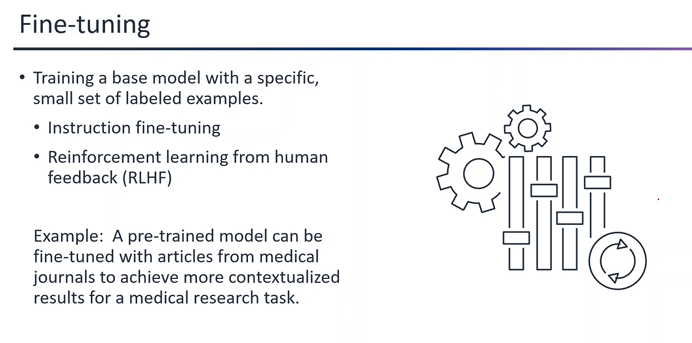 Fine-tuning
• Training a base model with a specific,
small set of labeled examples.
• Instruction fine-tuning
• Reinforcement learning from human
feedback (RLHF)
Example:  A pre-trained model can be
fine-tuned with articles from medical
journals to achieve more contextualized
results for a medical research task.